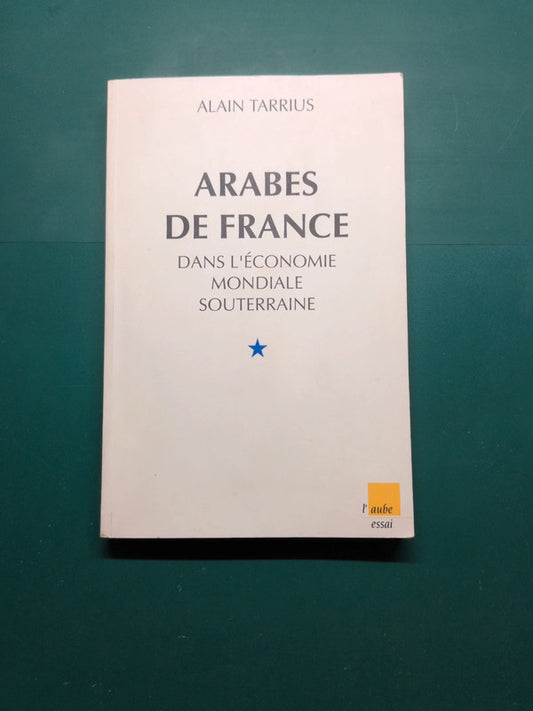 ALAIN TARRIUS
ARABES
DE FRANCE
DANS L'ÉCONOMIE
MONDIALE
SOUTERRAINE
l'aube
essai